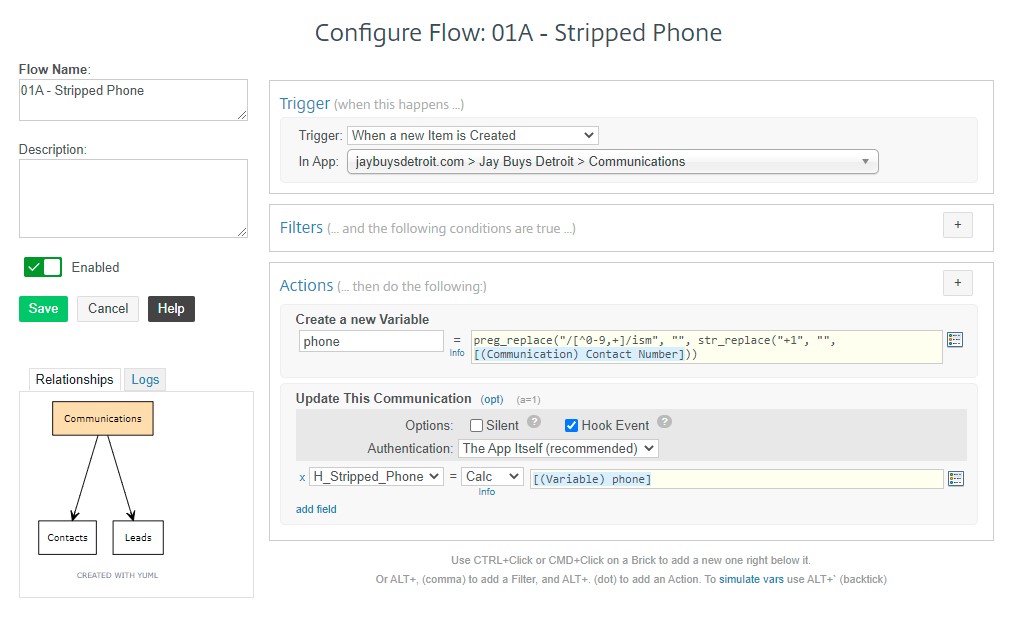 Configure Flow: 01A - Stripped Phone
Flow Name:
01A - Stripped Phone
Description:
Enabled
Save Cancel Help
Relationships Logs
Communications
Contacts Leads
CREATED WITH YUML
Trigger (when this happens ...)
Trigger: When a new Item is Created
In App: jaybuysdetroit.com > Jay Buys Detroit > Communications
Filters (... and the following conditions are true ...)
+
Actions (... then do the following:)
+
Create a new Variable
phone = preg_replace("/[^0-9,+]/ism", "", str_replace("+1", "",
Info [(Communication) Contact Number]))
Update This Communication (opt) (a=1)
Options: Silent ? Hook Event ?
Authentication: The App Itself (recommended)
x H_Stripped_Phone = Calc [(Variable) phone]
Info
add field
Use CTRL+Click or CMD+Click on a Brick to add a new one right below it.
Or ALT+, (comma) to add a Filter, and ALT+. (dot) to add an Action. To simulate vars use ALT+` (backtick)